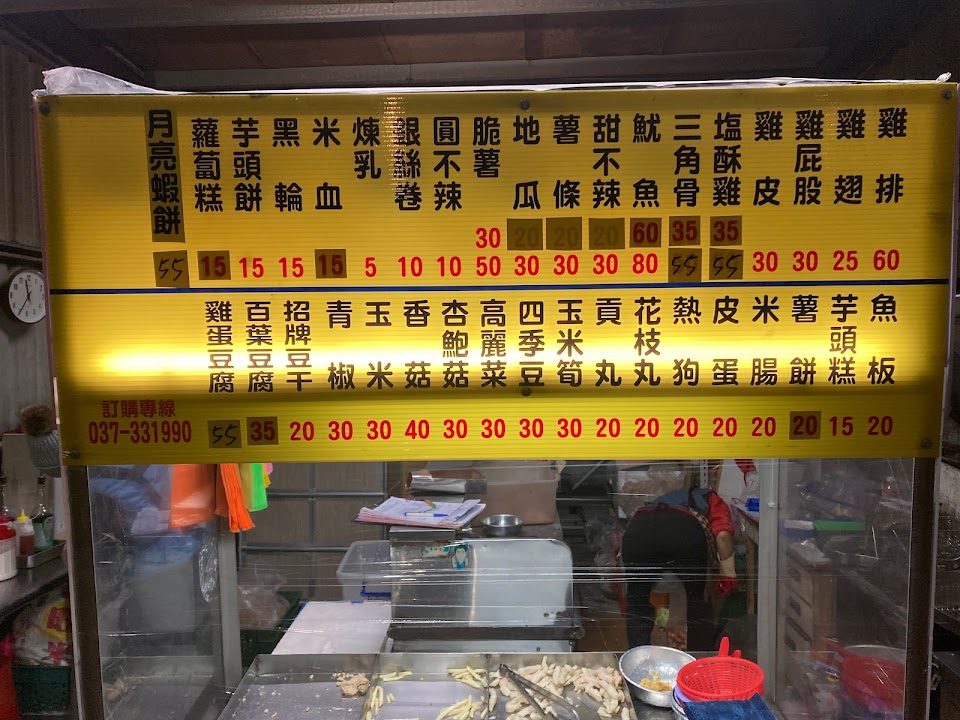 雞排
60
雞翅
25
雞屁股
30
雞皮
30
塩酥雞
35
55
三角骨
35
55
魷魚
60
80
甜不辣
20
30
薯條
20
30
地瓜
20
30
脆薯
30
50
圓不辣
10
銀絲卷
10
煉乳
5
米血
15
黑輪
15
芋頭餅
15
蘿蔔糕
15
月亮蝦餅
55
魚板
20
芋頭糕
15
薯餅
20
米腸
20
皮蛋
20
熱狗
20
花枝丸
20
貢丸
20
玉米筍
30
四季豆
30
高麗菜
30
杏鮑菇
30
香菇
40
玉米
30
青椒
30
招牌豆干
20
百葉豆腐
35
雞蛋豆腐
55
訂購專線
037-331990